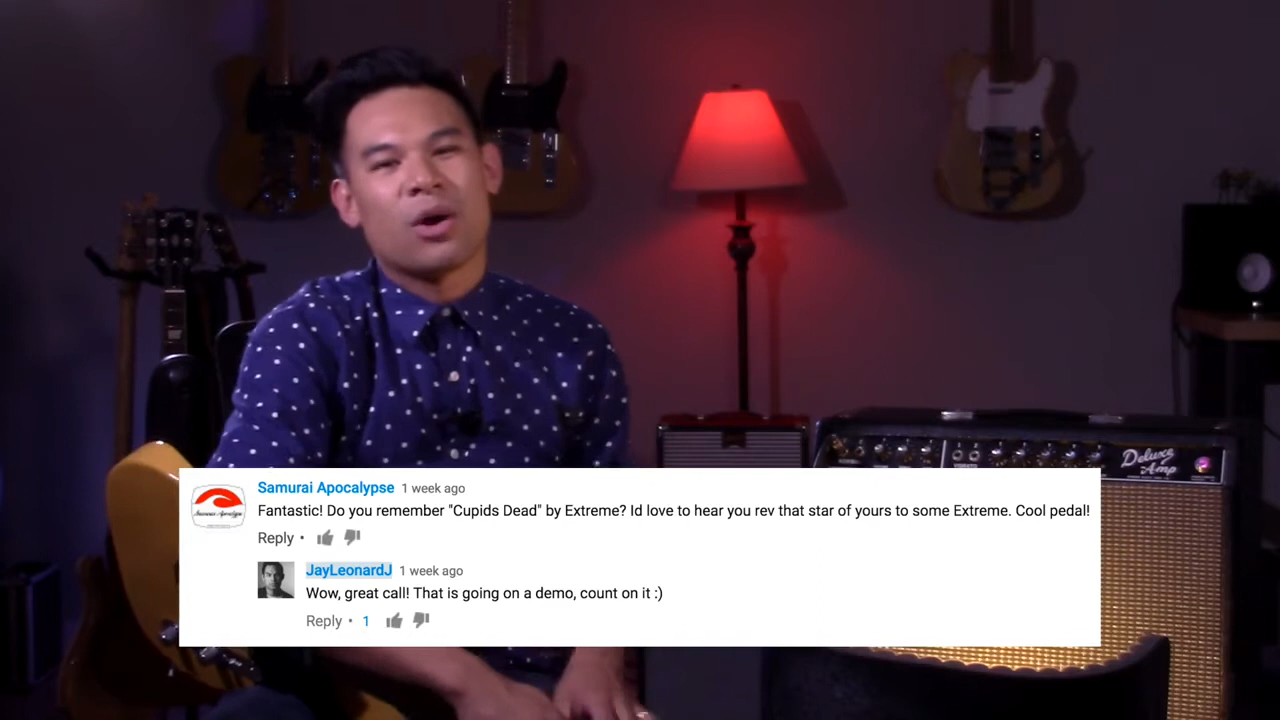 Deluxe
Amp
Samurai Apocalypse 1 week ago
Fantastic! Do you remember "Cupids Dead" by Extreme? Id love to hear you rev that star of yours to some Extreme. Cool pedal!
Reply •
JayLeonardJ 1 week ago
Wow, great call! That is going on a demo, count on it :)
Reply • 1